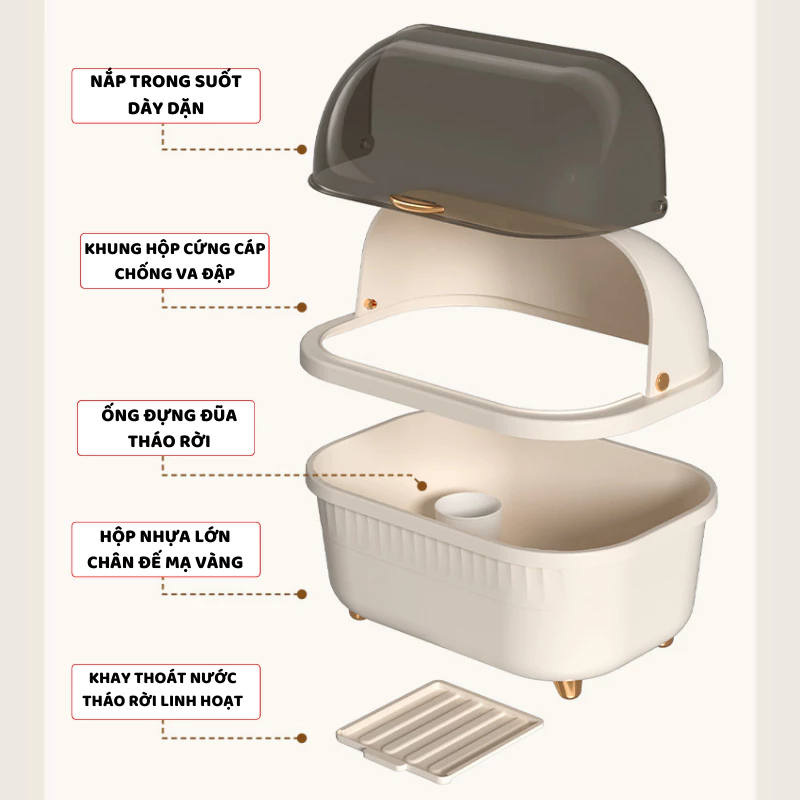 NẮP TRONG SUỐT
DÀY DẶN
KHUNG HỘP CỨNG CÁP
CHỐNG VA ĐẬP
ỐNG ĐỰNG ĐŨA
THÁO RỜI
HỘP NHỰA LỚN
CHÂN ĐẾ MẠ VÀNG
KHAY THOÁT NƯỚC
THÁO RỜI LINH HOẠT